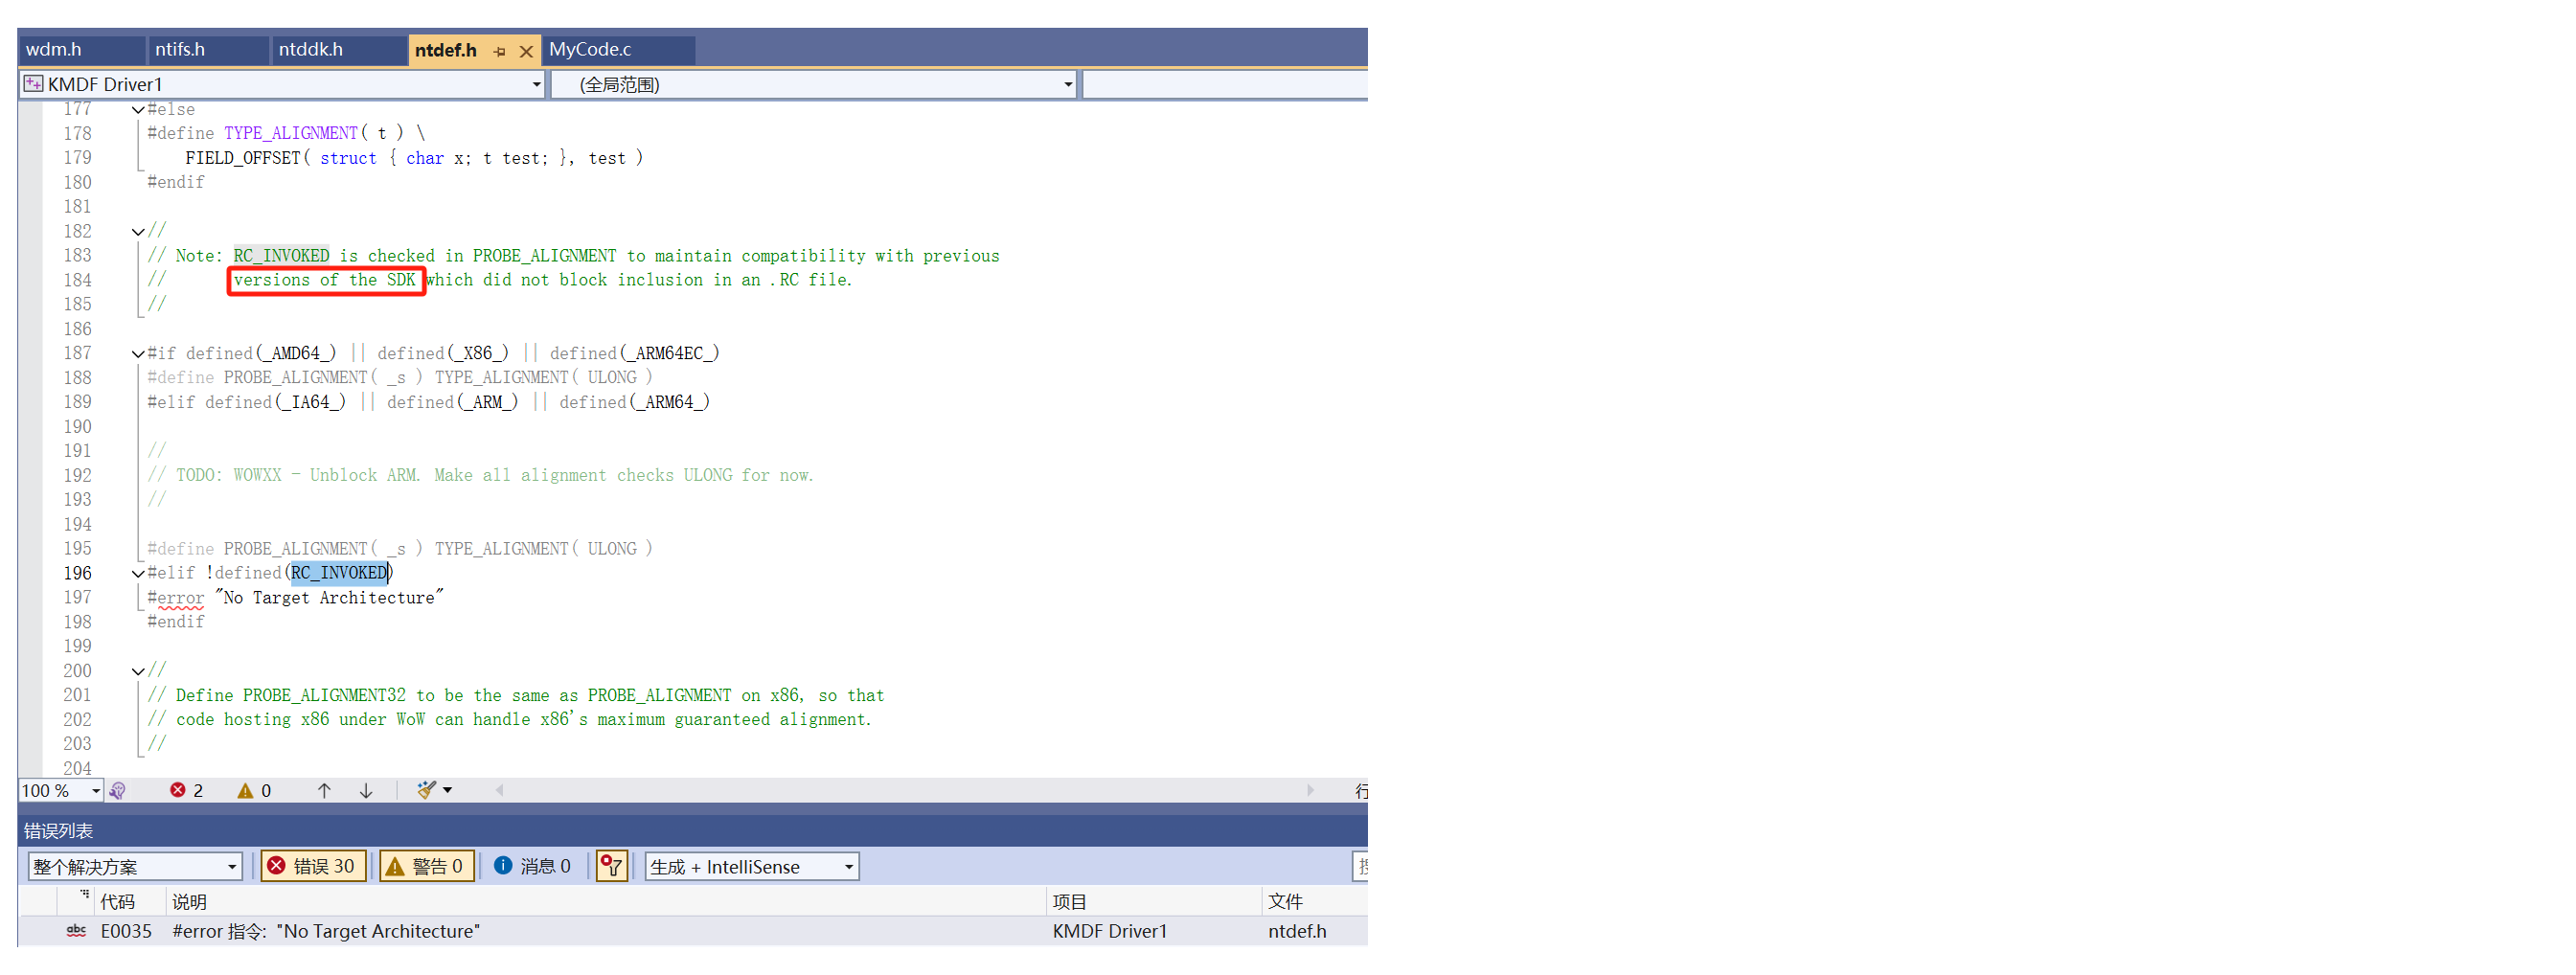 wdm.h ntifs.h ntddk.h ntdef.h MyCode.c
KMDF Driver1 (全局范围)
177 #else
178 #define TYPE_ALIGNMENT( t ) \
179 FIELD_OFFSET( struct { char x; t test; }, test )
180 #endif
181
182 //
183 // Note: RC_INVOKED is checked in PROBE_ALIGNMENT to maintain compatibility with previous
184 // versions of the SDK which did not block inclusion in an .RC file.
185 //
186
187 #if defined(_AMD64_) || defined(_X86_) || defined(_ARM64EC_)
188 #define PROBE_ALIGNMENT( _s ) TYPE_ALIGNMENT( ULONG )
189 #elif defined(_IA64_) || defined(_ARM_) || defined(_ARM64_)
190
191 //
192 // TODO: WOWXX - Unblock ARM. Make all alignment checks ULONG for now.
193 //
194
195 #define PROBE_ALIGNMENT( _s ) TYPE_ALIGNMENT( ULONG )
196 #elif !defined(RC_INVOKED)
197 #error "No Target Architecture"
198 #endif
199
200 //
201 // Define PROBE_ALIGNMENT32 to be the same as PROBE_ALIGNMENT on x86, so that
202 // code hosting x86 under WoW can handle x86's maximum guaranteed alignment.
203 //
204
100 % 2 0 行
错误列表
整个解决方案 错误 30 警告 0 消息 0 生成 + IntelliSense
代码 说明 项目 文件
abc E0035 #error 指令: "No Target Architecture" KMDF Driver1 ntdef.h